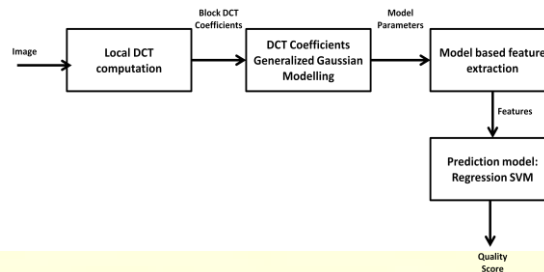 Image
Local DCT
computation
Block DCT
Coefficients
DCT Coefficients
Generalized Gaussian
Modelling
Model
Parameters
Model based feature
extraction
Features
Prediction model:
Regression SVM
Quality
Score